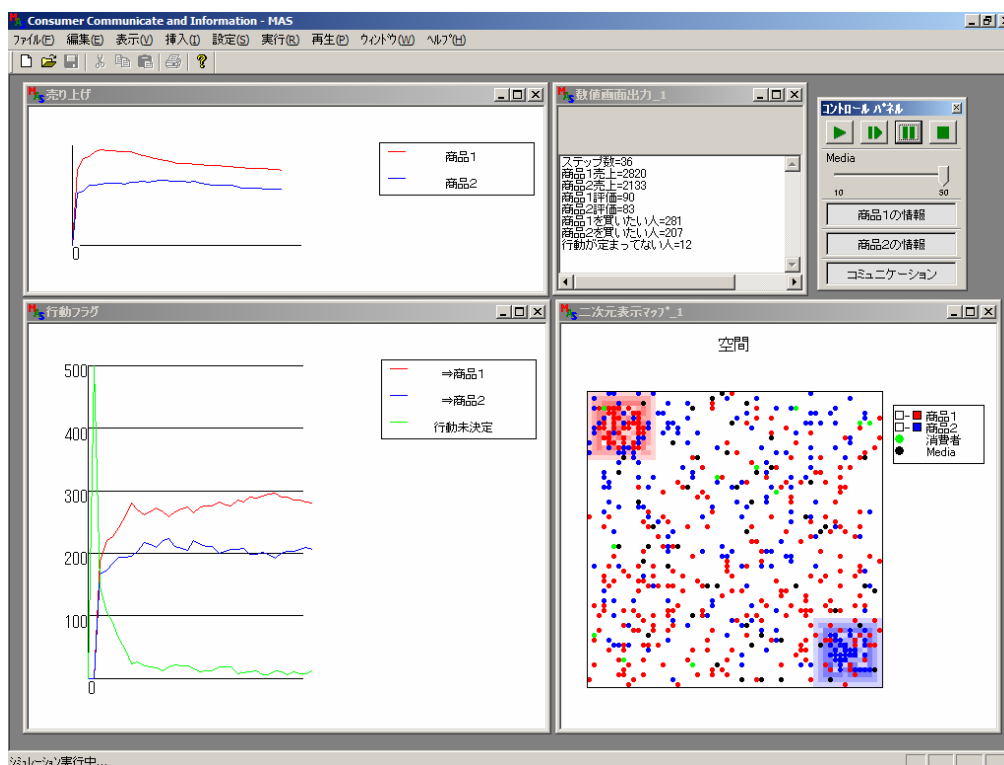 Consumer Communicate and Information - MAS
ファイル(F) 編集(E) 表示(V) 挿入(I) 設定(S) 実行(R) 再生(P) ウィンドウ(W) ヘルプ(H)
売り上げ
商品1
商品2
0
数値画面出力_1
ステップ数=36
商品1売上=2820
商品2売上=2133
商品1評価=90
商品2評価=83
商品1を買いたい人=281
商品2を買いたい人=207
行動が定まってない人=12
コントロール パネル
Media
10 90
商品1の情報
商品2の情報
コミュニケーション
行動フラグ
500
400
300
200
100
0
⇒商品1
⇒商品2
行動未決定
二次元表示マップ_1
空間
商品1
商品2
消費者
Media
シミュレーション実行中...